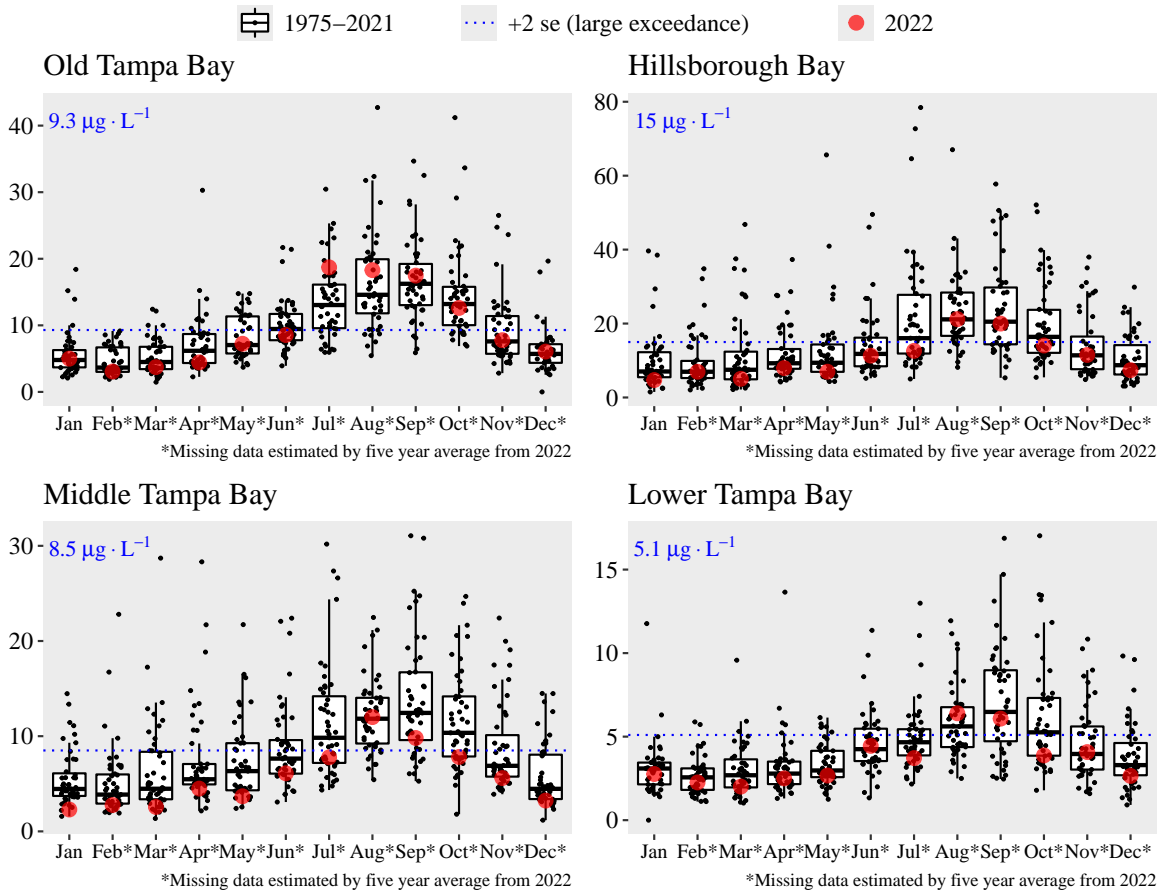 1975–2021 +2 se (large exceedance) 2022
Old Tampa Bay
9.3 μg · L⁻¹
40
30
20
10
0
Jan Feb* Mar* Apr* May* Jun* Jul* Aug* Sep* Oct* Nov* Dec*
*Missing data estimated by five year average from 2022
Hillsborough Bay
15 μg · L⁻¹
80
60
40
20
0
Jan Feb* Mar* Apr* May* Jun* Jul* Aug* Sep* Oct* Nov* Dec*
*Missing data estimated by five year average from 2022
Middle Tampa Bay
8.5 μg · L⁻¹
30
20
10
0
Jan Feb* Mar* Apr* May* Jun* Jul* Aug* Sep* Oct* Nov* Dec*
*Missing data estimated by five year average from 2022
Lower Tampa Bay
5.1 μg · L⁻¹
15
10
5
0
Jan Feb* Mar* Apr* May* Jun* Jul* Aug* Sep* Oct* Nov* Dec*
*Missing data estimated by five year average from 2022